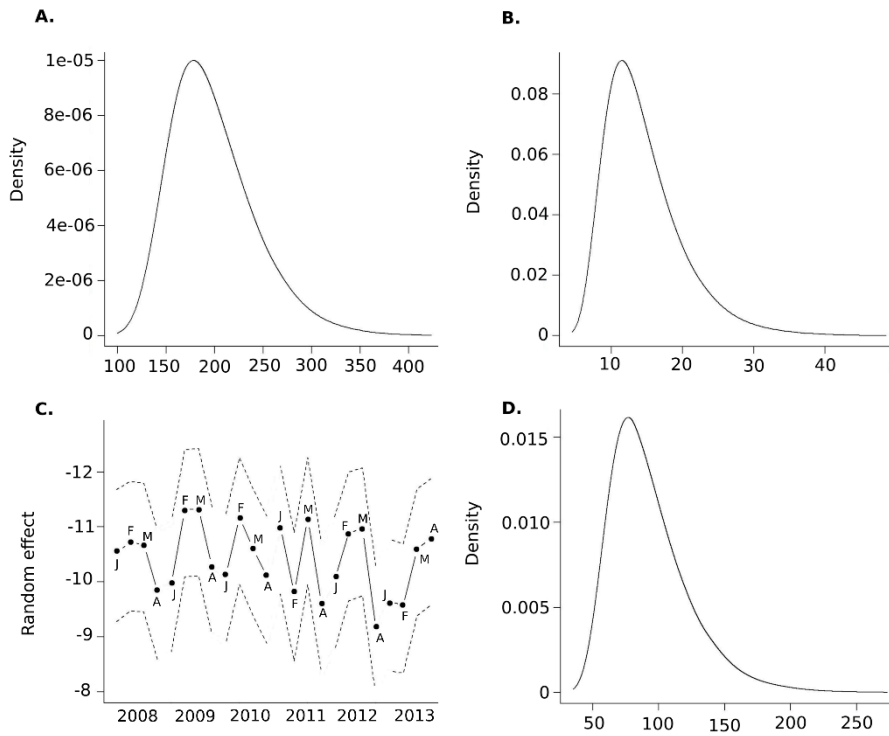 A.
Density
1e-05
8e-06
6e-06
4e-06
2e-06
0
100 150 200 250 300 350 400
B.
Density
0.08
0.06
0.04
0.02
0
10 20 30 40
C.
Random effect
-12
-11
-10
-9
-8
J F M A J F M A J F M A J F M A J F M A J F M A
2008 2009 2010 2011 2012 2013
D.
Density
0.015
0.010
0.005
0
50 100 150 200 250